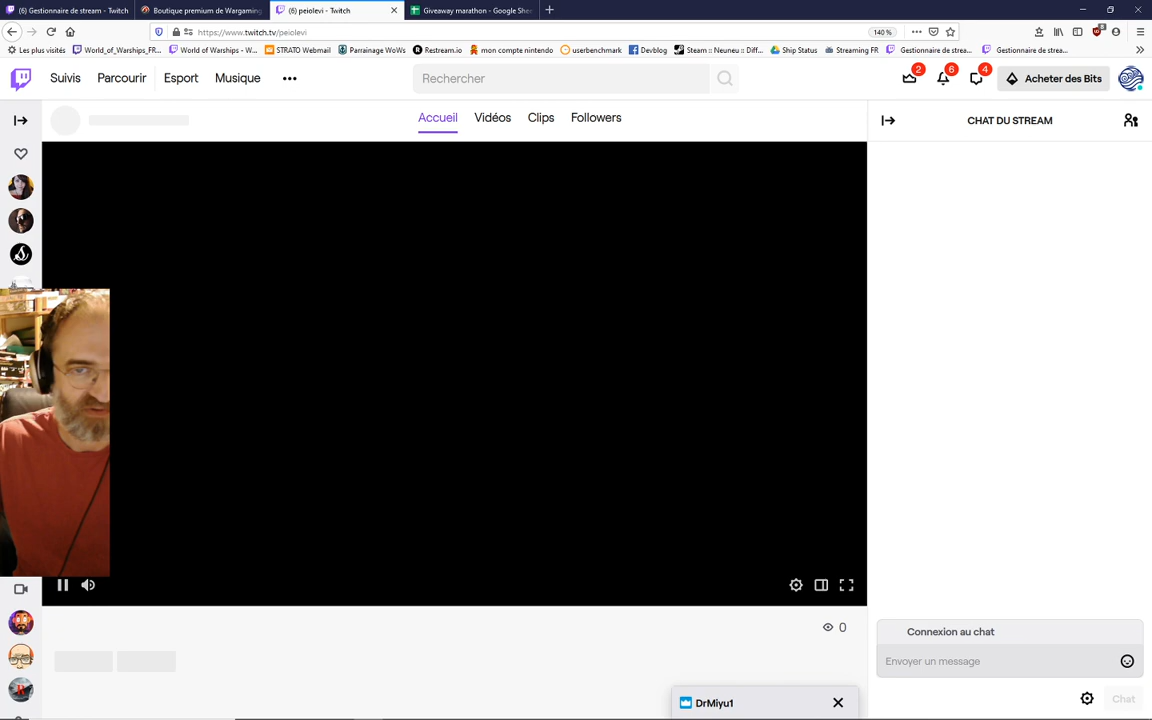 (6) Gestionnaire de stream - Twitch
Boutique premium de Wargaming
(6) peiolevi - Twitch
Giveaway marathon - Google She
https://www.twitch.tv/peiolevi
140 %
Les plus visités
World_of_Warships_FR...
World of Warships - W...
STRATO Webmail
Parrainage WoWs
Restream.io
mon compte nintendo
userbenchmark
Devblog
Steam :: Neuneu :: Diff...
Ship Status
Streaming FR
Gestionnaire de strea...
Gestionnaire de strea...
Suivis
Parcourir
Esport
Musique
Rechercher
2
6
4
Acheter des Bits
Accueil
Vidéos
Clips
Followers
CHAT DU STREAM
0
Connexion au chat
Envoyer un message
DrMiyu1
Chat